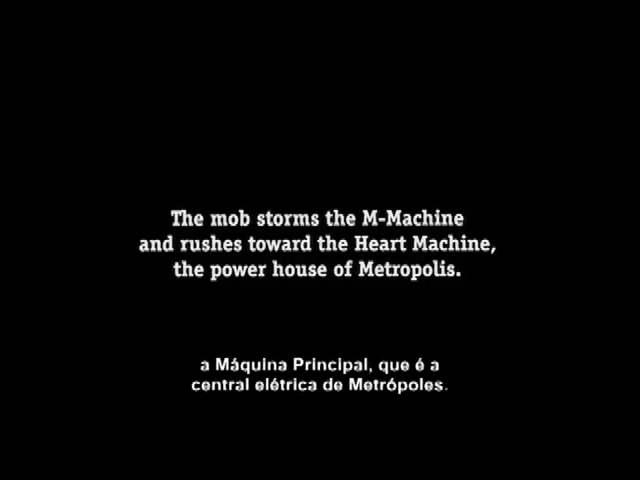 The mob storms the M-Machine
and rushes toward the Heart Machine,
the power house of Metropolis.
a Máquina Principal, que é a
central elétrica de Metrópoles.